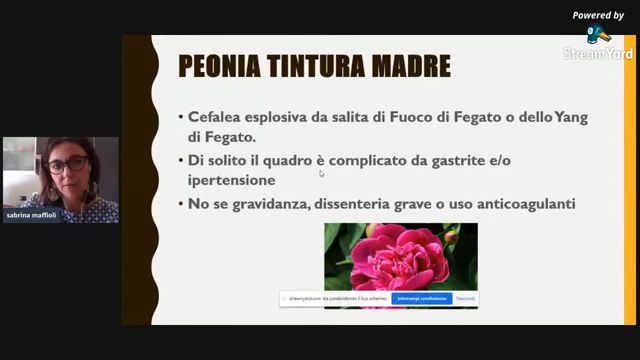 Powered by
StreamYard
PEONIA TINTURA MADRE
• Cefalea esplosiva da salita di Fuoco di Fegato o dello Yang
di Fegato.
• Di solito il quadro è complicato da gastrite e/o
ipertensione
• No se gravidanza, dissenteria grave o uso anticoagulanti
sabrina maffioli
streamyard.com sta condividendo il tuo schermo. Interrompi condivisione Nascondi